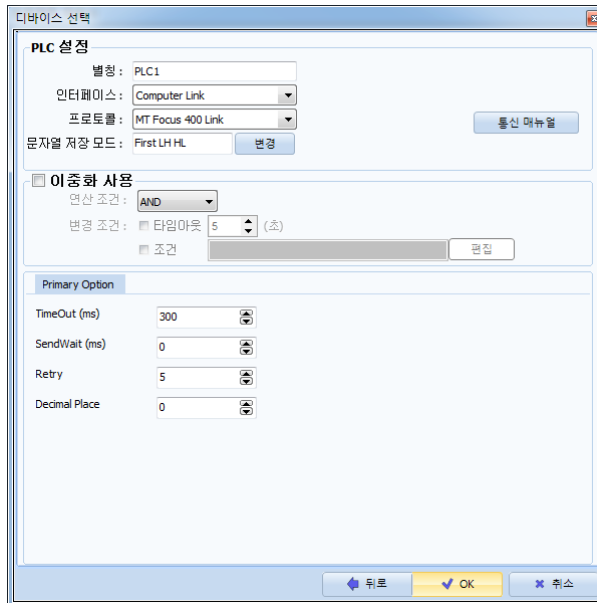 디바이스 선택
PLC 설정
별칭 : PLC1
인터페이스 : Computer Link
프로토콜 : MT Focus 400 Link 통신 매뉴얼
문자열 저장 모드 : First LH HL 변경
이중화 사용
연산 조건 : AND
변경 조건 : 타임아웃 5 (초)
조건 편집
Primary Option
TimeOut (ms) 300
SendWait (ms) 0
Retry 5
Decimal Place 0
뒤로 OK 취소